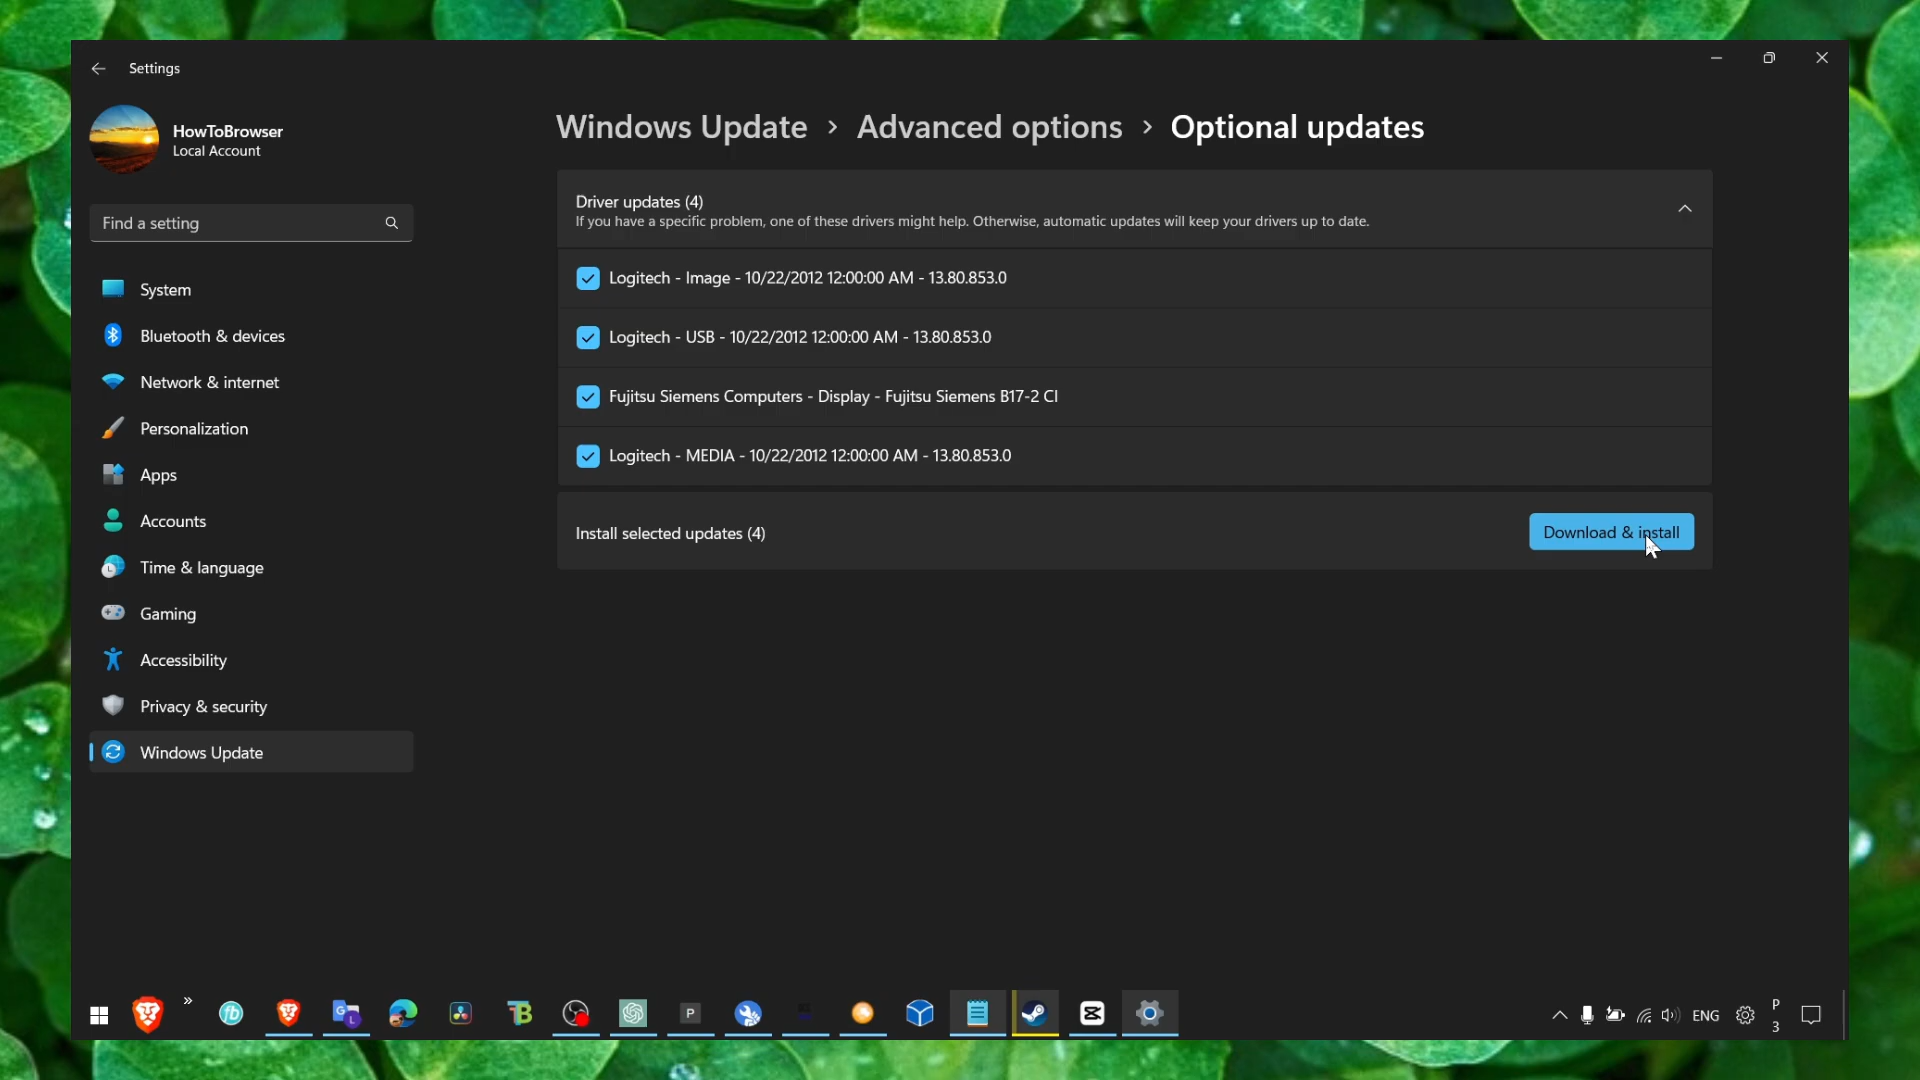 Settings
HowToBrowser
Local Account
Find a setting
System
Bluetooth & devices
Network & internet
Personalization
Apps
Accounts
Time & language
Gaming
Accessibility
Privacy & security
Windows Update
Windows Update > Advanced options > Optional updates
Driver updates (4)
If you have a specific problem, one of these drivers might help. Otherwise, automatic updates will keep your drivers up to date.
Logitech - Image - 10/22/2012 12:00:00 AM - 13.80.853.0
Logitech - USB - 10/22/2012 12:00:00 AM - 13.80.853.0
Fujitsu Siemens Computers - Display - Fujitsu Siemens B17-2 CI
Logitech - MEDIA - 10/22/2012 12:00:00 AM - 13.80.853.0
Install selected updates (4)
Download & install
fb
G
L
TB
P
ENG
P
3